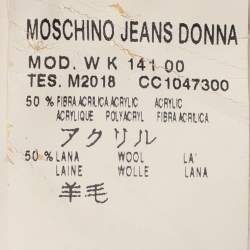 MOSCHINO JEANS DONNA
MOD. W K 141 00
TES. M2018 CC1047300
50 % FIBRA ACRILICA ACRYLIC ACRYLIC
ACRYLIQUE POLYACRYL FIBRA ACRILICA
アクリル
50 % LANA WOOL LA'
LAINE WOLLE LANA
羊毛